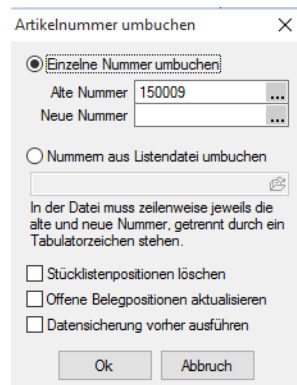 Artikelnummer umbuchen
Einzelne Nummer umbuchen
Alte Nummer 150009 ...
Neue Nummer ...
Nummern aus Listendatei umbuchen
In der Datei muss zeilenweise jeweils die
alte und neue Nummer, getrennt durch ein
Tabulatorzeichen stehen.
Stücklistenpositionen löschen
Offene Belegpositionen aktualisieren
Datensicherung vorher ausführen
Ok Abbruch